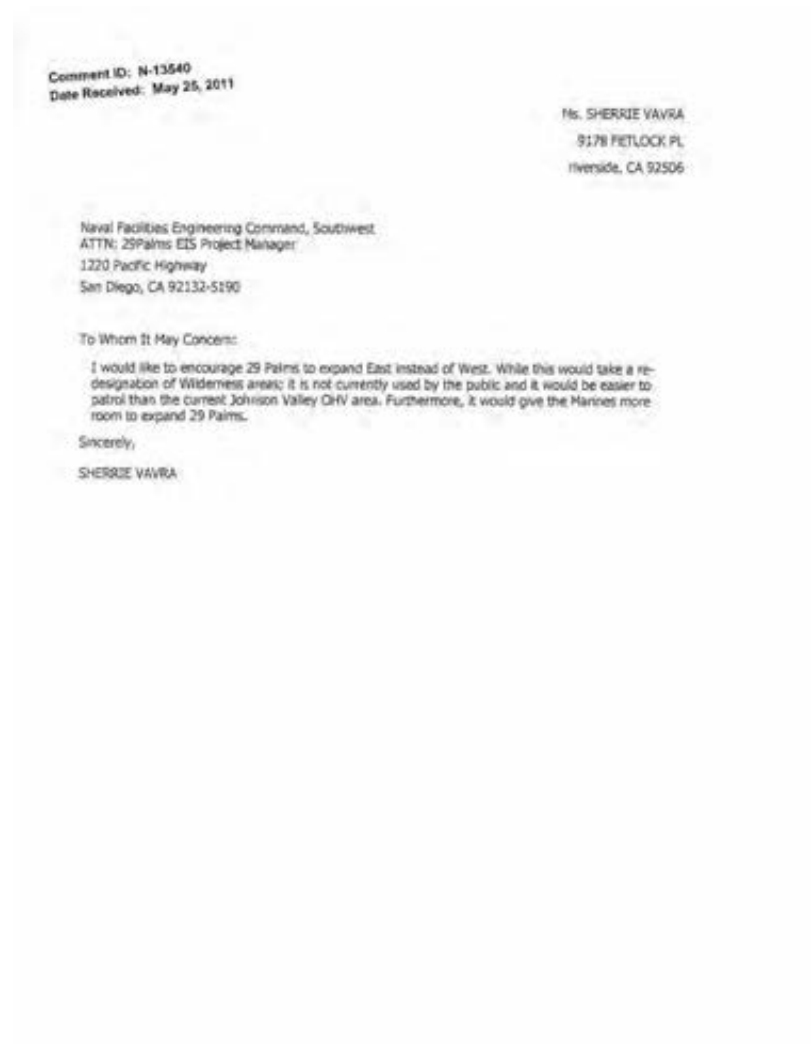 Comment ID: N-13540
Date Received: May 25, 2011
Ms. SHERRIE VAVRA
9178 FETLOCK PL
riverside, CA 92506
Naval Facilities Engineering Command, Southwest
ATTN: 29Palms EIS Project Manager
1220 Pacific Highway
San Diego, CA 92132-5190
To Whom It May Concern:
I would like to encourage 29 Palms to expand East instead of West. While this would take a re-
designation of Wilderness areas; it is not currently used by the public and it would be easier to
patrol than the current Johnson Valley OHV area. Furthermore, it would give the Marines more
room to expand 29 Palms.
Sincerely,
SHERRIE VAVRA